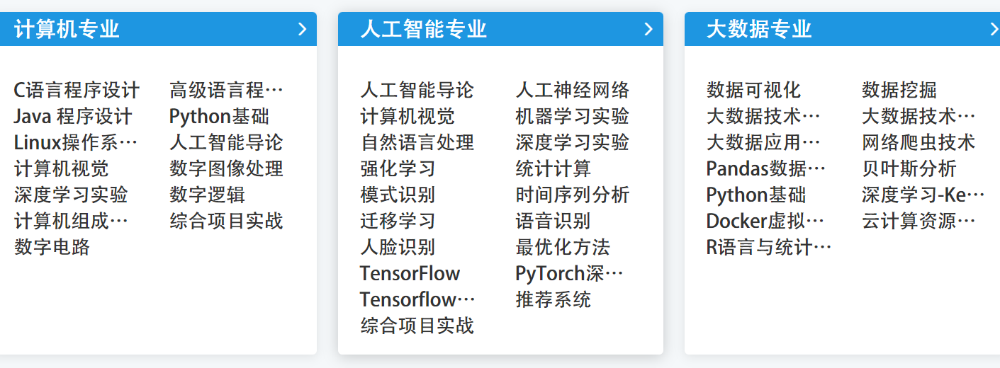 计算机专业
C语言程序设计
高级语言程…
Java 程序设计
Python基础
Linux操作系…
人工智能导论
计算机视觉
数字图像处理
深度学习实验
数字逻辑
计算机组成…
综合项目实战
数字电路
人工智能专业
人工智能导论
人工神经网络
计算机视觉
机器学习实验
自然语言处理
深度学习实验
强化学习
统计计算
模式识别
时间序列分析
迁移学习
语音识别
人脸识别
最优化方法
TensorFlow
PyTorch深…
Tensorflow…
推荐系统
综合项目实战
大数据专业
数据可视化
数据挖掘
大数据技术…
大数据技术…
大数据应用…
网络爬虫技术
Pandas数据…
贝叶斯分析
Python基础
深度学习-Ke…
Docker虚拟…
云计算资源…
R语言与统计…